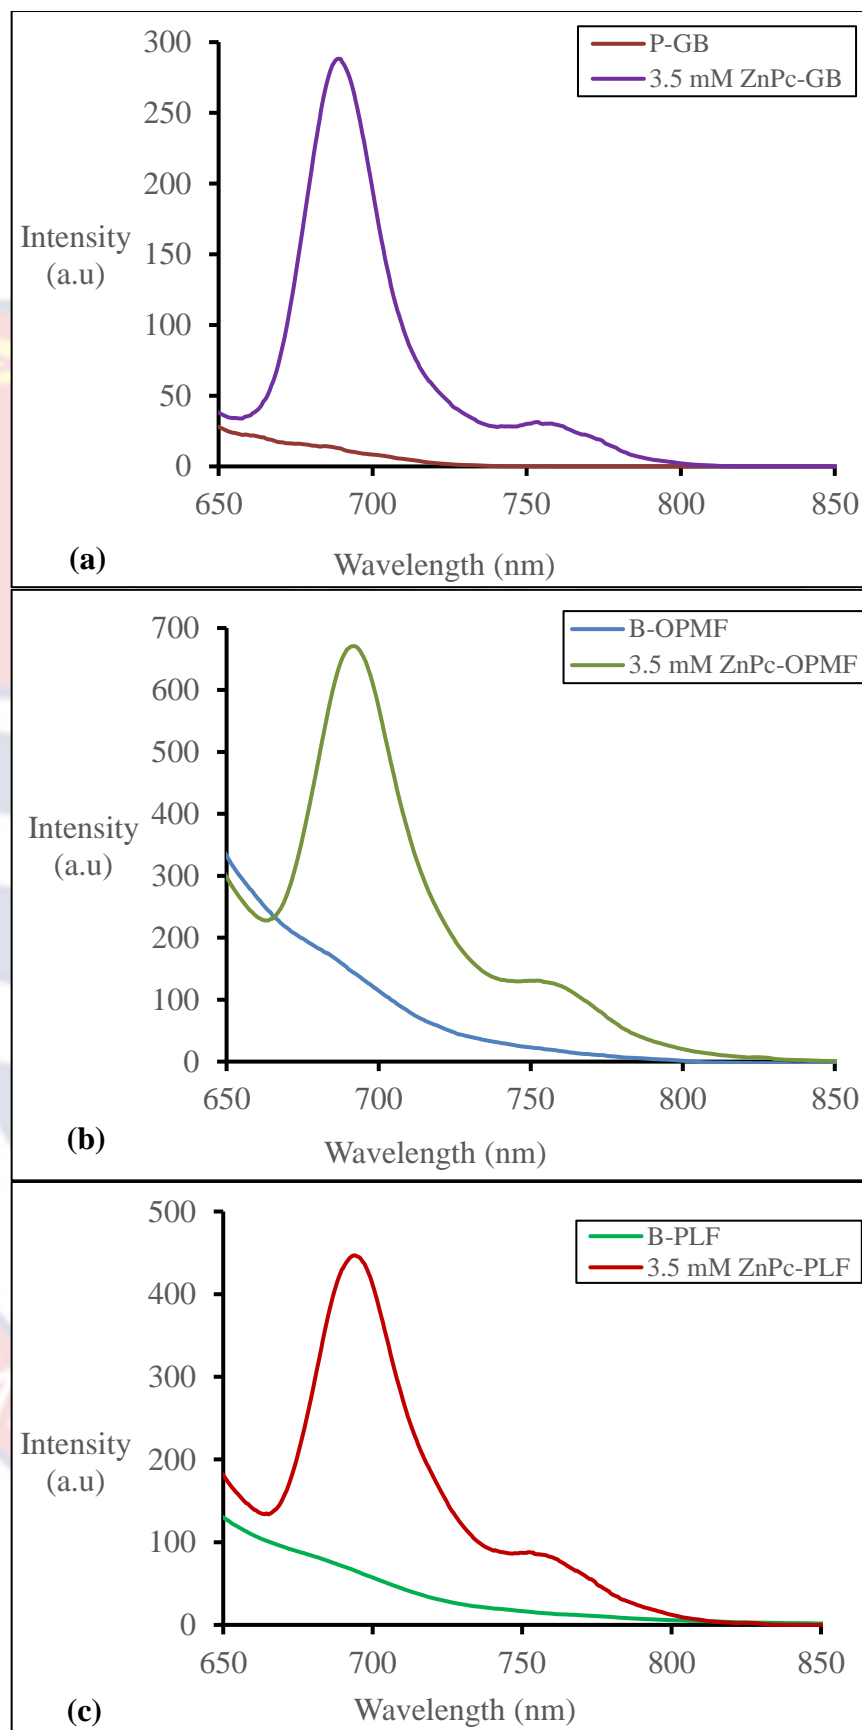 300
250
200
150
100
50
0
Intensity
(a.u)
P-GB
3.5 mM ZnPc-GB
650 700 750 800 850
(a)
Wavelength (nm)
700
600
500
400
300
200
100
0
Intensity
(a.u)
B-OPMF
3.5 mM ZnPc-OPMF
650 700 750 800 850
(b)
Wavelength (nm)
500
400
300
200
100
0
Intensity
(a.u)
B-PLF
3.5 mM ZnPc-PLF
650 700 750 800 850
(c)
Wavelength (nm)